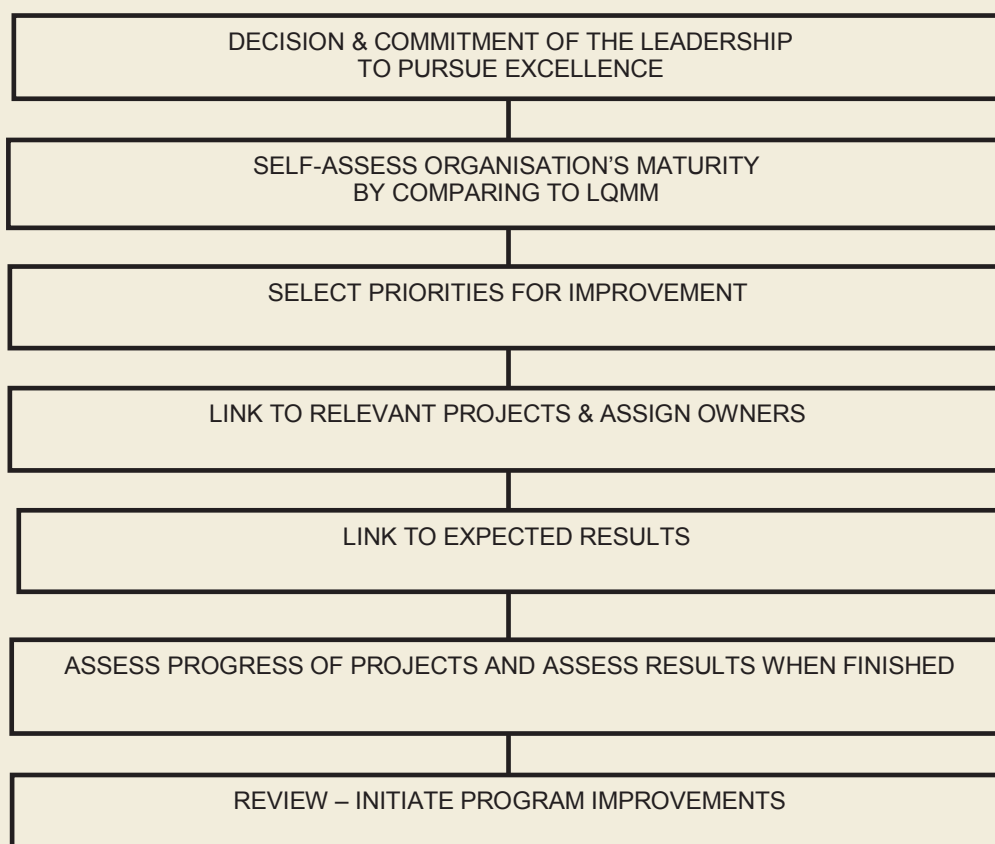 DECISION & COMMITMENT OF THE LEADERSHIP
TO PURSUE EXCELLENCE
SELF-ASSESS ORGANISATION’S MATURITY
BY COMPARING TO LQMM
SELECT PRIORITIES FOR IMPROVEMENT
LINK TO RELEVANT PROJECTS & ASSIGN OWNERS
LINK TO EXPECTED RESULTS
ASSESS PROGRESS OF PROJECTS AND ASSESS RESULTS WHEN FINISHED
REVIEW – INITIATE PROGRAM IMPROVEMENTS